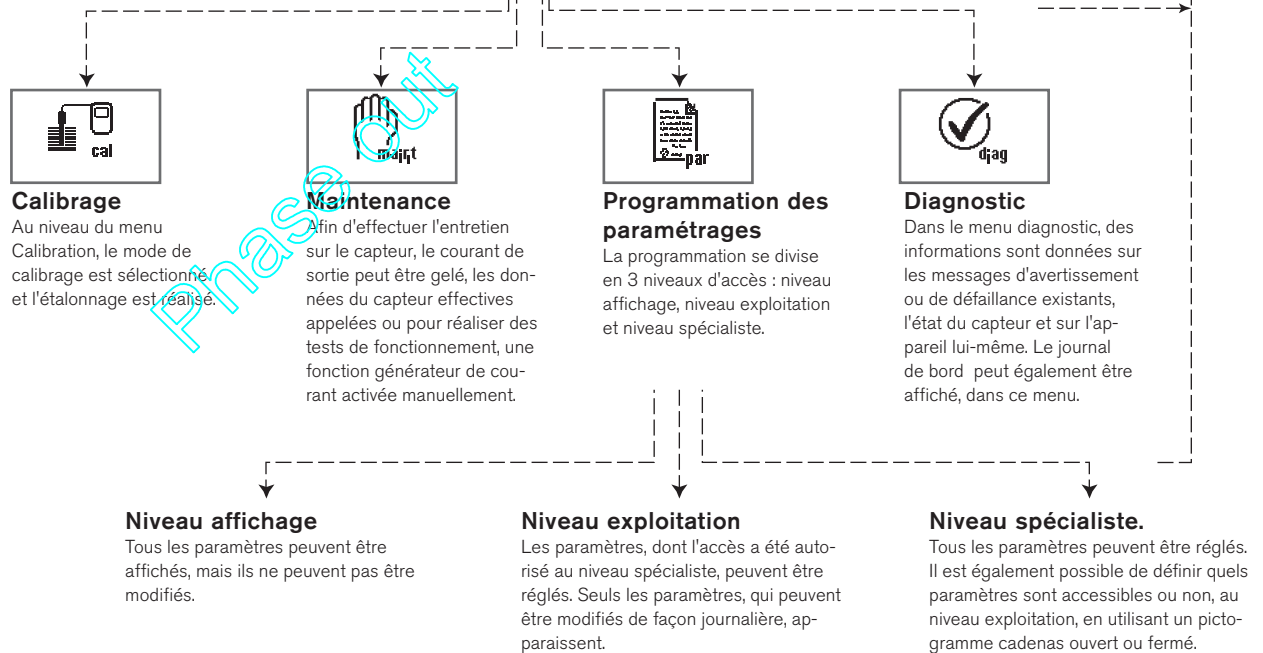 cal
maint
par
diag
Calibrage
Au niveau du menu
Calibration, le mode de
calibrage est sélectionné
et l'étalonnage est réalisé.
Maintenance
Afin d'effectuer l'entretien
sur le capteur, le courant de
sortie peut être gelé, les don-
nées du capteur effectives
appelées ou pour réaliser des
tests de fonctionnement, une
fonction générateur de cou-
rant activée manuellement.
Programmation des
paramétrages
La programmation se divise
en 3 niveaux d'accès : niveau
affichage, niveau exploitation
et niveau spécialiste.
Diagnostic
Dans le menu diagnostic, des
informations sont données sur
les messages d'avertissement
ou de défaillance existants,
l'état du capteur et sur l'ap-
pareil lui-même. Le journal
de bord peut également être
affiché, dans ce menu.
Phase out
Niveau affichage
Tous les paramètres peuvent être
affichés, mais ils ne peuvent pas être
modifiés.
Niveau exploitation
Les paramètres, dont l'accès a été auto-
risé au niveau spécialiste, peuvent être
réglés. Seuls les paramètres, qui peuvent
être modifiés de façon journalière, ap-
paraissent.
Niveau spécialiste.
Tous les paramètres peuvent être réglés.
Il est également possible de définir quels
paramètres sont accessibles ou non, au
niveau exploitation, en utilisant un picto-
gramme cadenas ouvert ou fermé.